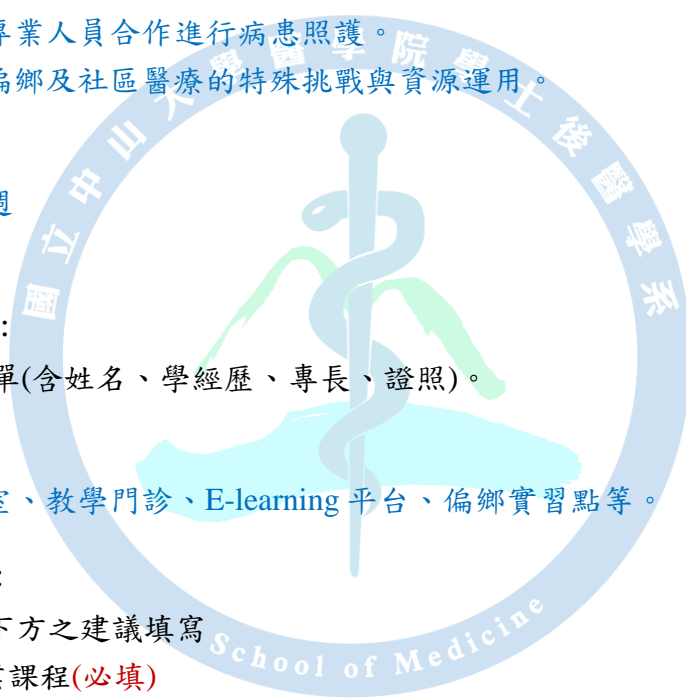 專業人員合作進行病患照護。
偏鄉及社區醫療的特殊挑戰與資源運用。
週
:
單(含姓名、學經歷、專長、證照)。
、教學門診、E-learning 平台、偏鄉實習點等。
:
下方之建議填寫
課程(必填)
國立中山大學醫學院學士後醫學系
School of Medicine